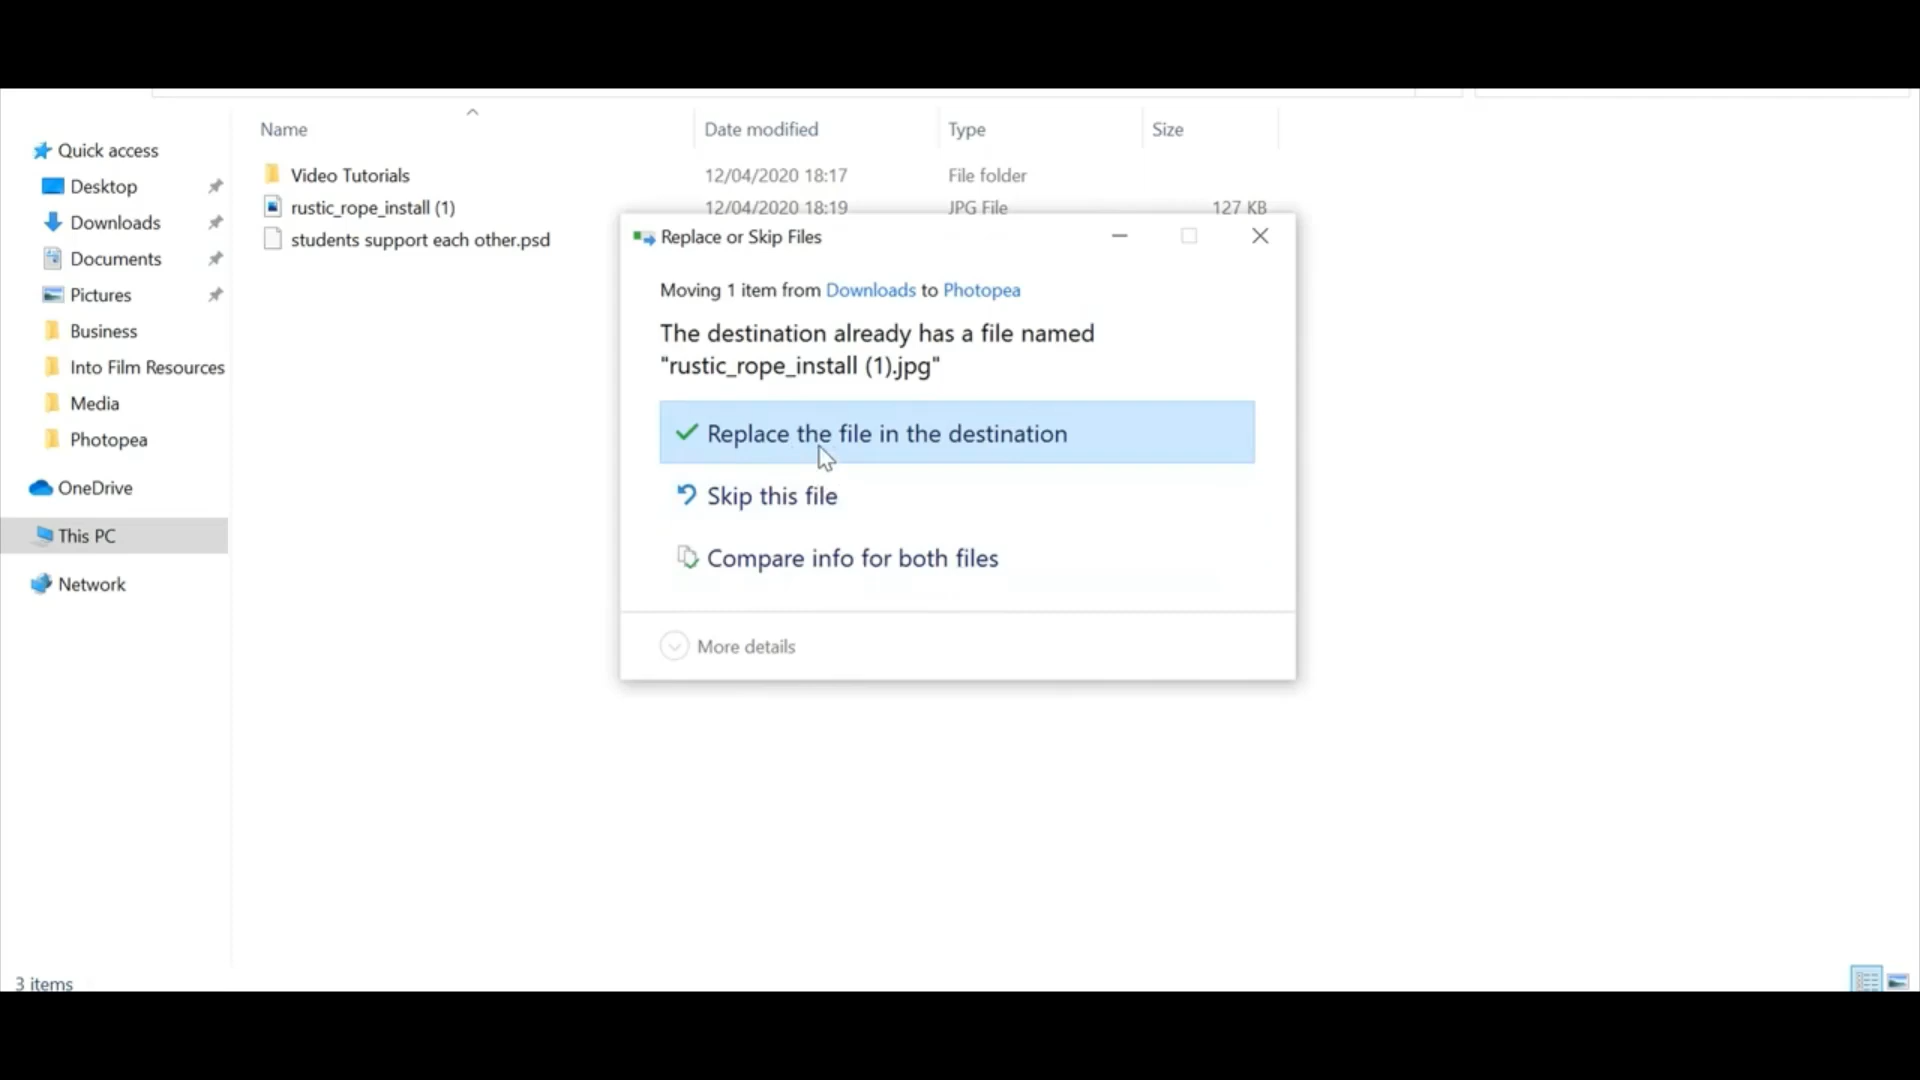 Name Date modified Type Size
Quick access
Desktop
Downloads
Documents
Pictures
Business
Into Film Resources
Media
Photopea
OneDrive
This PC
Network
Video Tutorials 12/04/2020 18:17 File folder
rustic_rope_install (1) 12/04/2020 18:19 JPG File 127 KB
students support each other.psd
Replace or Skip Files
Moving 1 item from Downloads to Photopea
The destination already has a file named
"rustic_rope_install (1).jpg"
Replace the file in the destination
Skip this file
Compare info for both files
More details
3 items